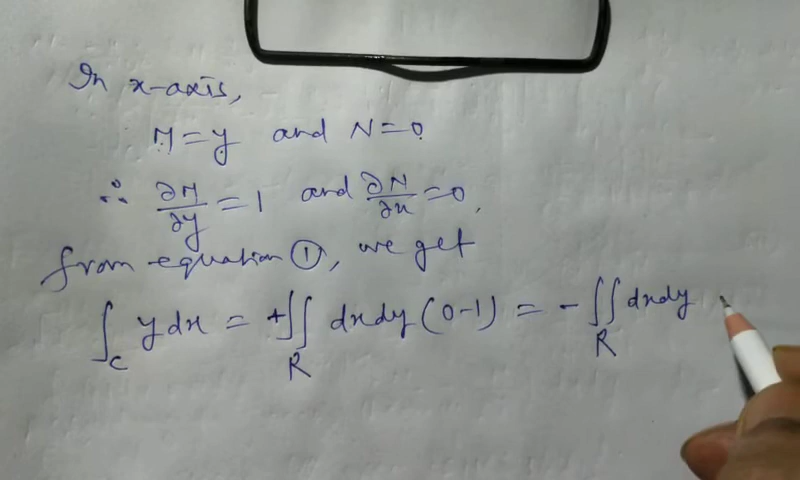 In x-axis,
M = y and N = 0
∴ ∂M/∂y = 1 and ∂N/∂x = 0,
from equation ①, we get
∫_C y dx = + ∬_R dx dy (0-1) = - ∬_R dx dy